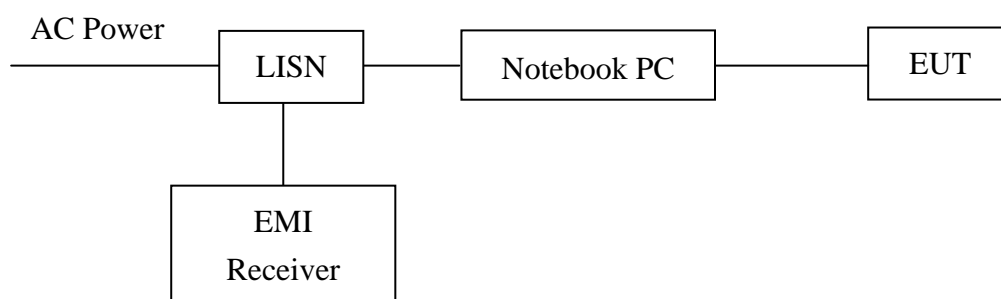 AC Power
LISN
Notebook PC
EUT
EMI
Receiver